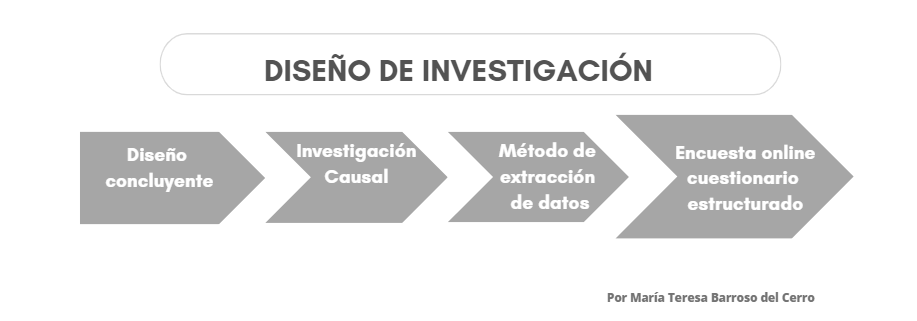 DISEÑO DE INVESTIGACIÓN
Diseño
concluyente
Investigación
Causal
Método de
extracción
de datos
Encuesta online
cuestionario
estructurado
Por María Teresa Barroso del Cerro